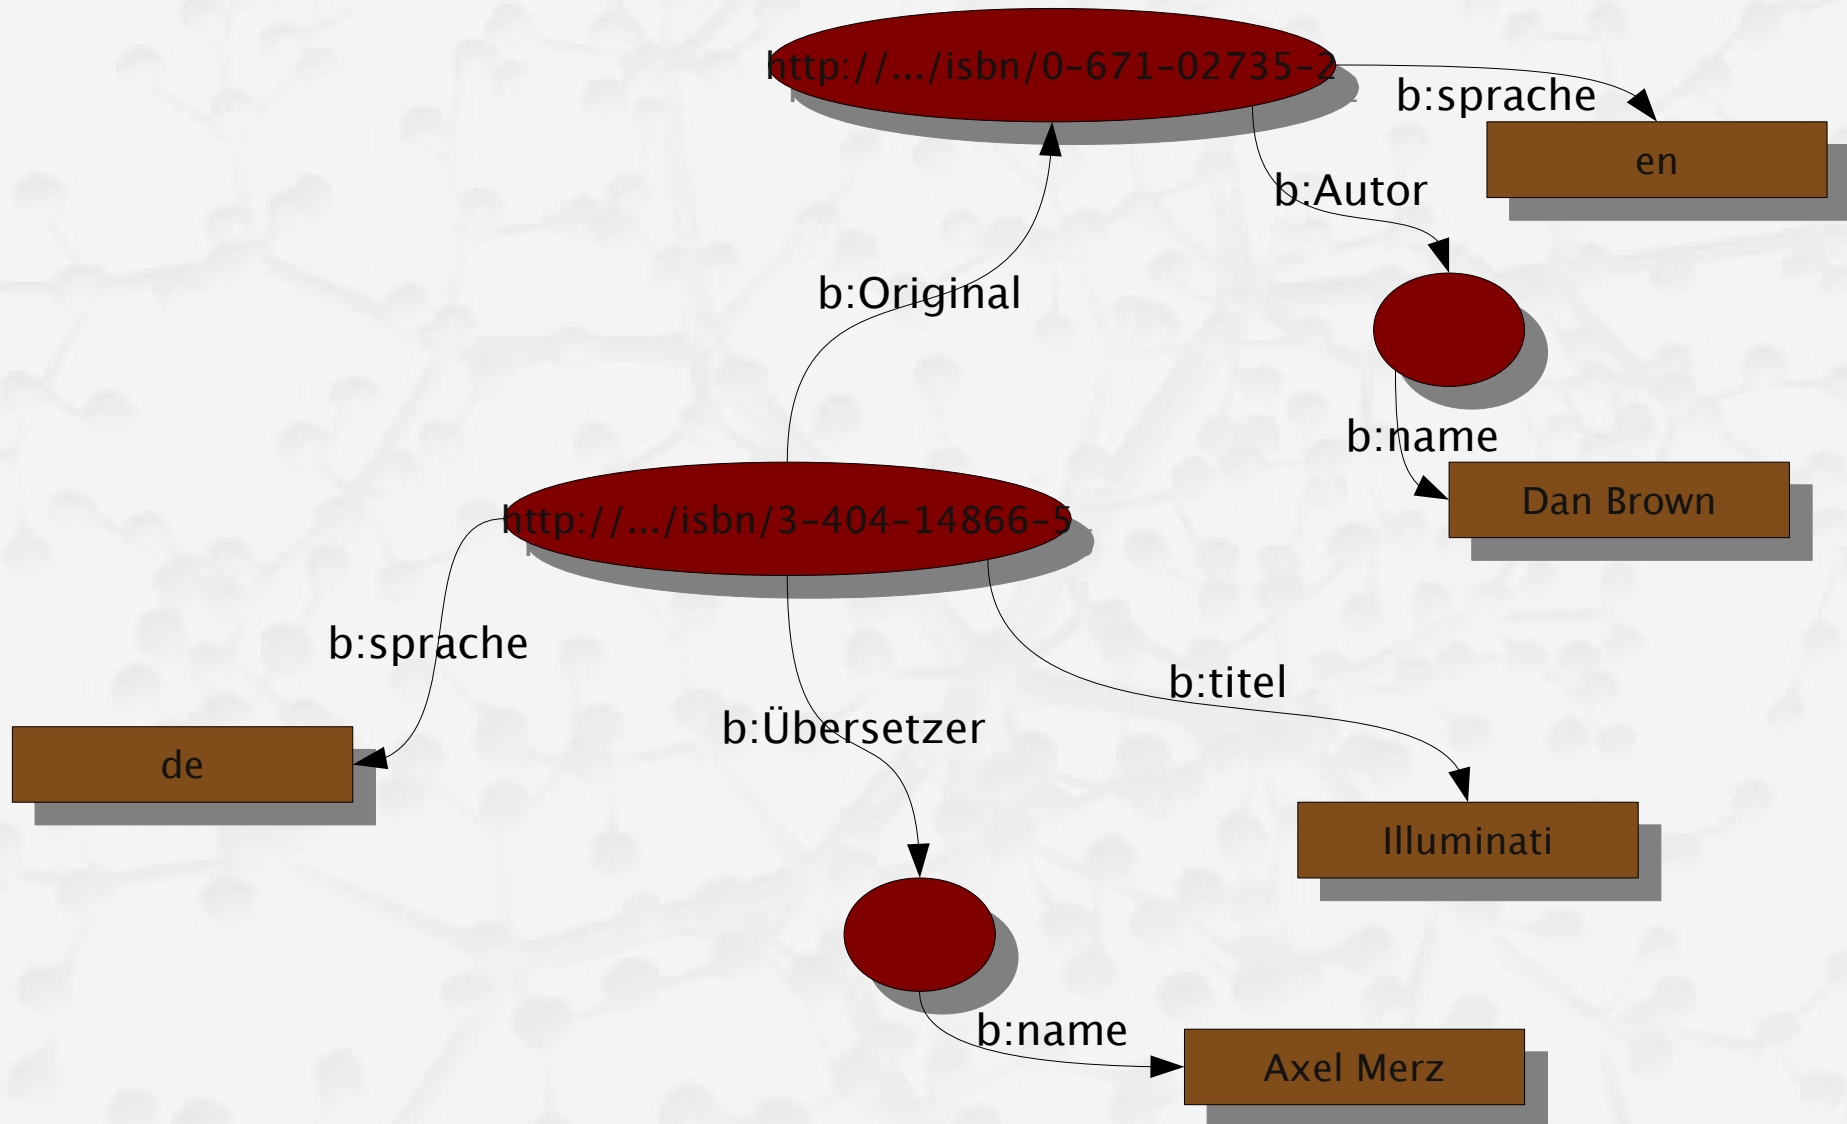 http://.../isbn/0-671-02735-2
b:sprache
en
b:Autor
b:Original
b:name
Dan Brown
http://.../isbn/3-404-14866-5
b:sprache
b:titel
b:Übersetzer
de
Illuminati
b:name
Axel Merz